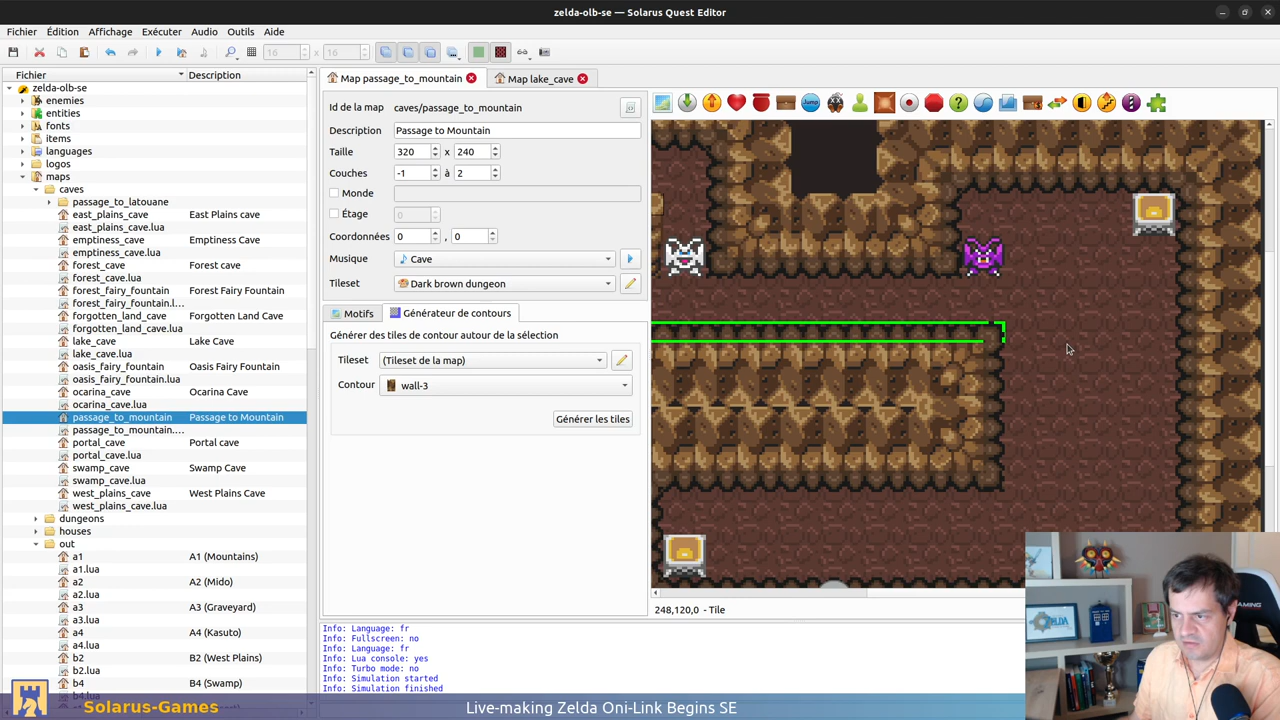 zelda-olb-se — Solarus Quest Editor
Fichier Édition Affichage Exécuter Audio Outils Aide
16 x 16
Fichier Description
zelda-olb-se
enemies
entities
fonts
items
languages
logos
maps
caves
passage_to_latouane
east_plains_cave East Plains cave
east_plains_cave.lua
emptiness_cave Emptiness Cave
emptiness_cave.lua
forest_cave Forest cave
forest_cave.lua
forest_fairy_fountain Forest Fairy Fountain
forest_fairy_fountain.l...
forgotten_land_cave Forgotten Land Cave
forgotten_land_cave.lua
lake_cave Lake Cave
lake_cave.lua
oasis_fairy_fountain Oasis Fairy Fountain
oasis_fairy_fountain.lua
ocarina_cave Ocarina Cave
ocarina_cave.lua
passage_to_mountain Passage to Mountain
passage_to_mountain....
portal_cave Portal cave
portal_cave.lua
swamp_cave Swamp Cave
swamp_cave.lua
west_plains_cave West Plains Cave
west_plains_cave.lua
dungeons
houses
out
a1 A1 (Mountains)
a1.lua
a2 A2 (Mido)
a2.lua
a3 A3 (Graveyard)
a3.lua
a4 A4 (Kasuto)
a4.lua
b2 B2 (West Plains)
b2.lua
b4 B4 (Swamp)
b4.lua
Map passage_to_mountain Map lake_cave
Id de la map caves/passage_to_mountain
Description Passage to Mountain
Taille 320 x 240
Couches -1 à 2
Monde
Étage 0
Coordonnées 0 , 0
Musique Cave
Tileset Dark brown dungeon
Motifs Générateur de contours
Générer des tiles de contour autour de la sélection
Tileset (Tileset de la map)
Contour wall-3
Générer les tiles
Jump
248,120,0 - Tile
Info: Language: fr
Info: Fullscreen: no
Info: Language: fr
Info: Lua console: yes
Info: Turbo mode: no
Info: Simulation started
Info: Simulation finished
GAMING
Solarus-Games Live-making Zelda Oni-Link Begins SE